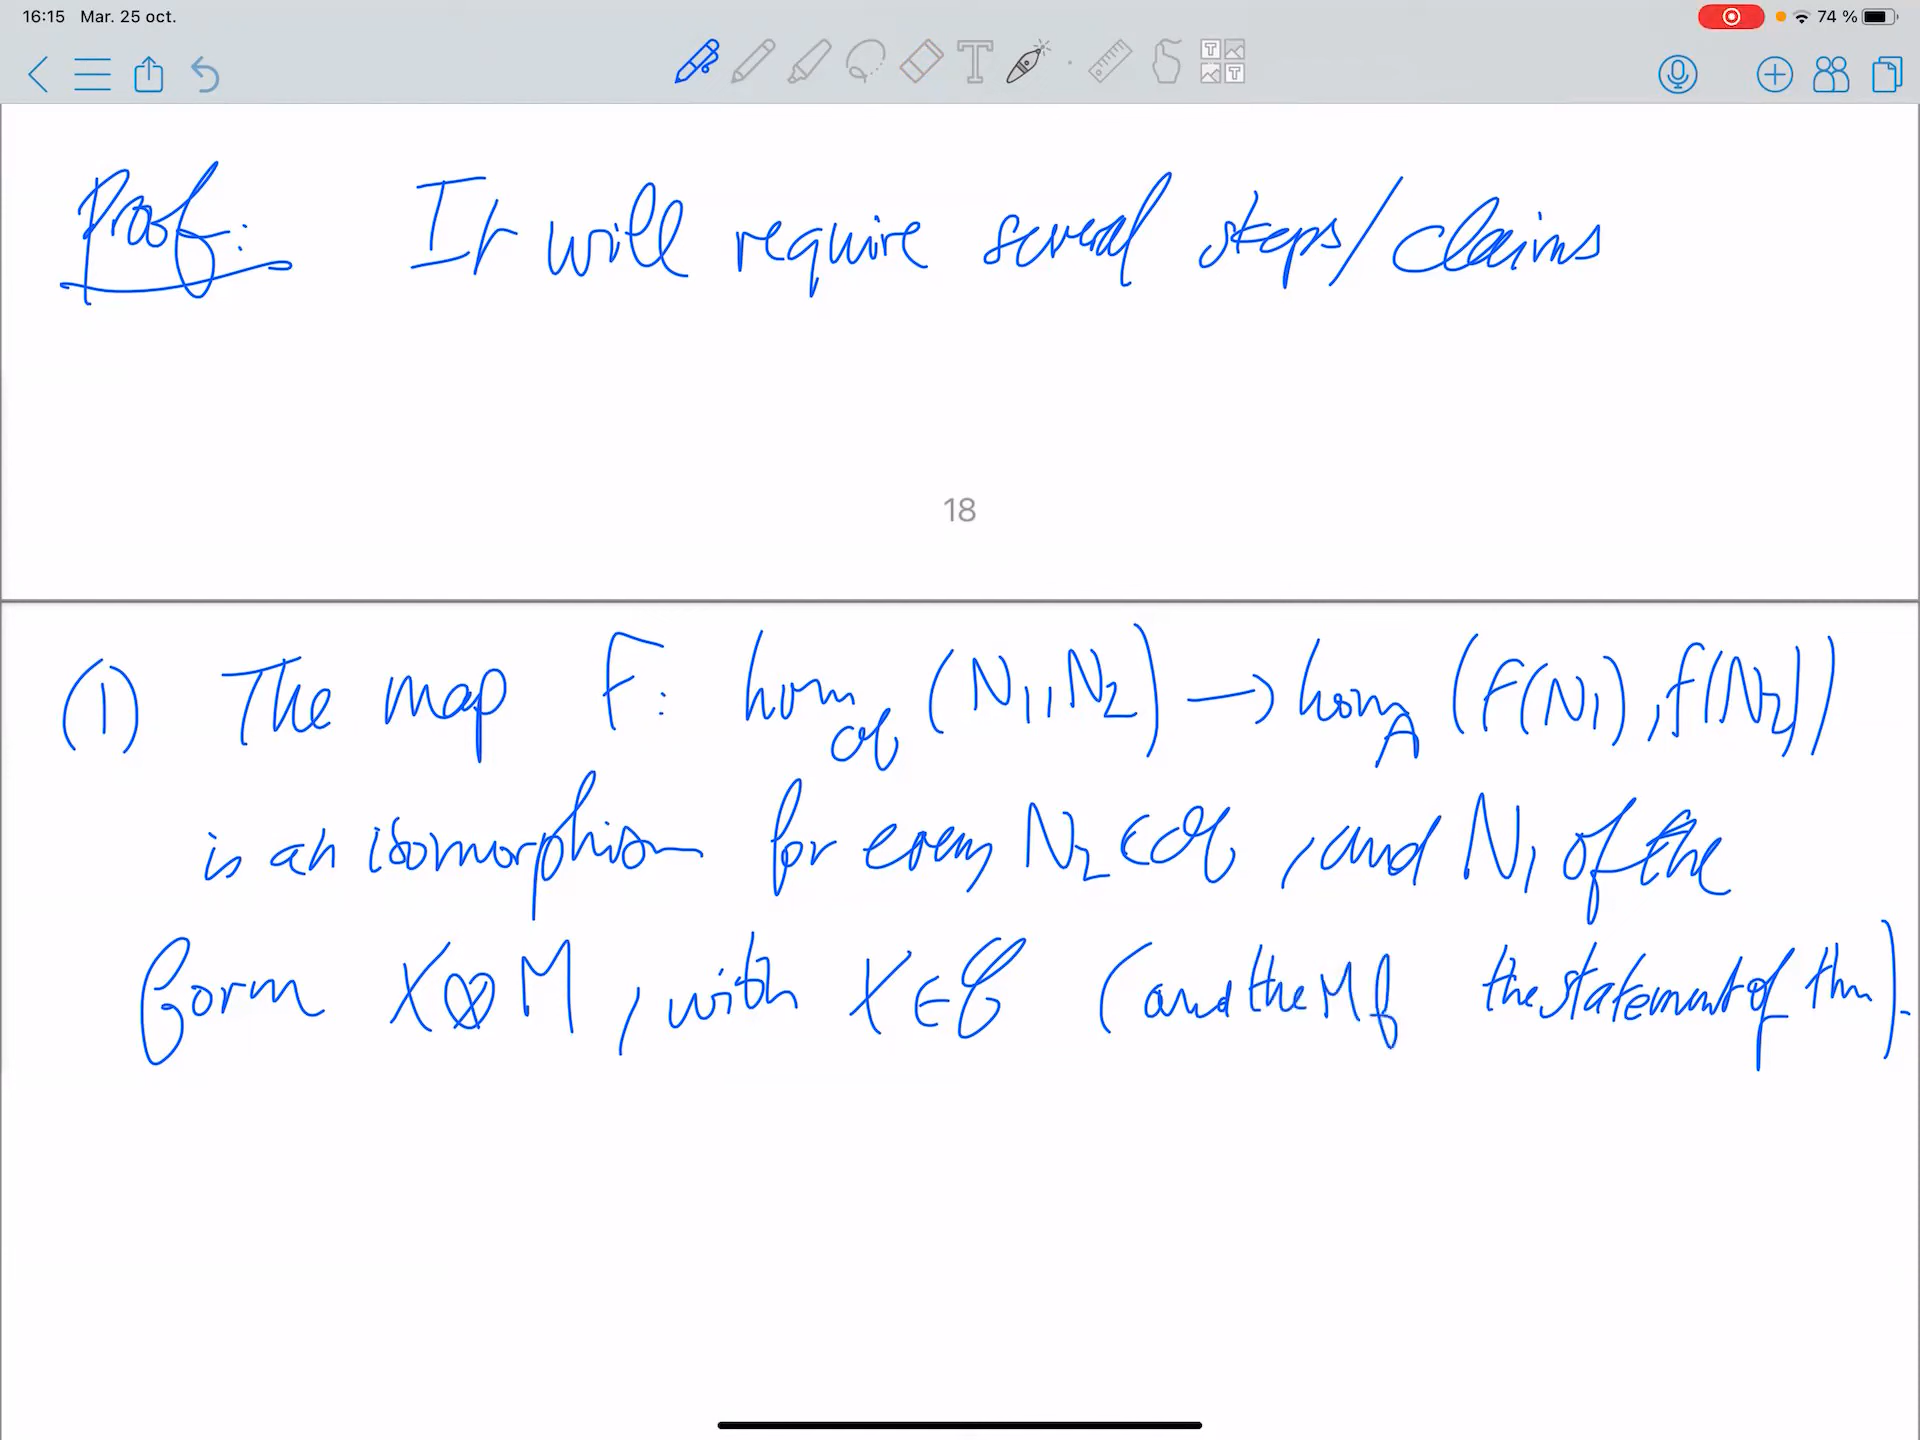 16:15 Mar. 25 oct. 74 %
Proof: It will require several steps/claims
18
(1) The map F: hom_𝓜 (N₁, N₂) → hom_A (F(N₁), F(N₂))
is an isomorphism for every N₂ ∈ 𝓜, and N₁ of the
form X⊗M, with X ∈ 𝒞 (and the M of the statement of thm).